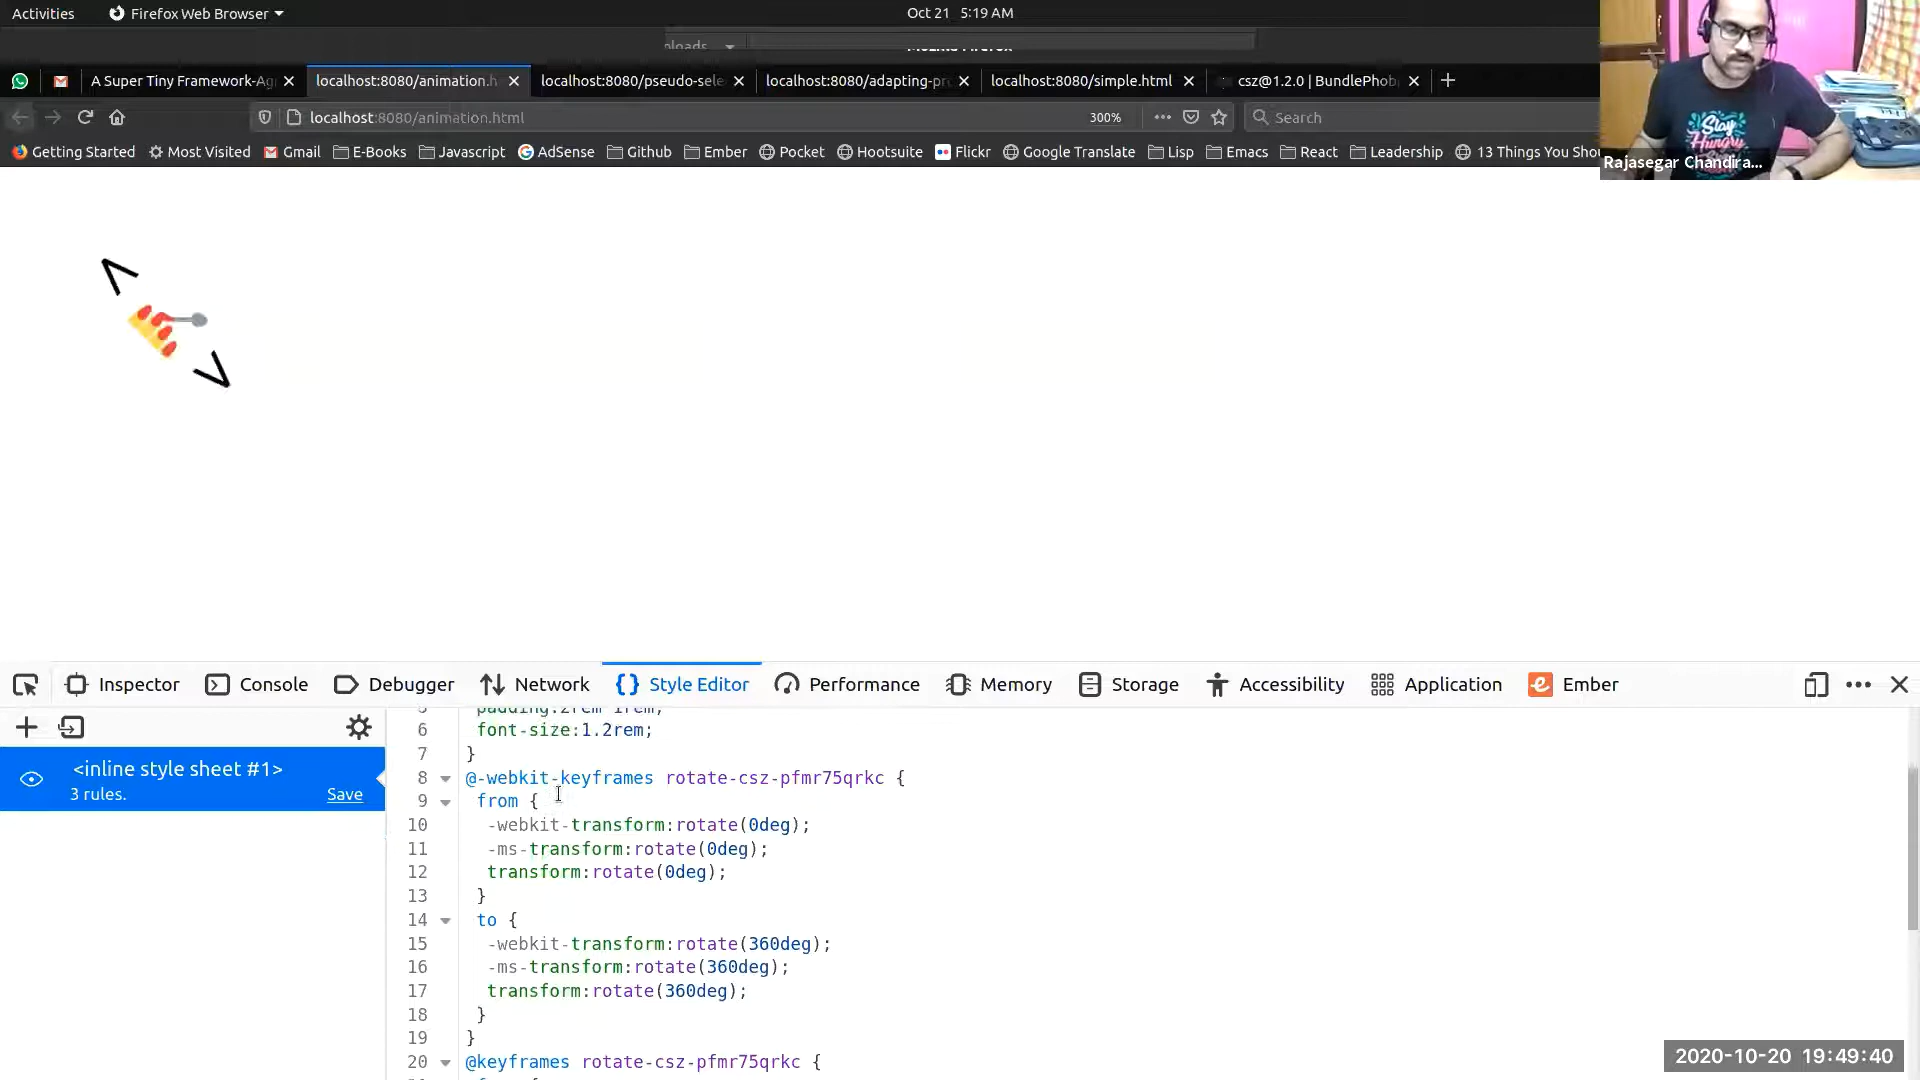 Activities
Firefox Web Browser
Oct 21 5:19 AM
A Super Tiny Framework-Ag
localhost:8080/animation.h
localhost:8080/pseudo-sele
localhost:8080/adapting-pr
localhost:8080/simple.html
csz@1.2.0 | BundlePhob
localhost:8080/animation.html
300%
Search
Getting Started
Most Visited
Gmail
E-Books
Javascript
AdSense
Github
Ember
Pocket
Hootsuite
Flickr
Google Translate
Lisp
Emacs
React
Leadership
13 Things You Shou
Stay
Hungry
Rajasegar Chandira...
< >
Inspector
Console
Debugger
Network
Style Editor
Performance
Memory
Storage
Accessibility
Application
Ember
<inline style sheet #1>
3 rules.
Save
5 padding:2rem 1rem;
6 font-size:1.2rem;
7 }
8 @-webkit-keyframes rotate-csz-pfmr75qrkc {
9 from {
10 -webkit-transform:rotate(0deg);
11 -ms-transform:rotate(0deg);
12 transform:rotate(0deg);
13 }
14 to {
15 -webkit-transform:rotate(360deg);
16 -ms-transform:rotate(360deg);
17 transform:rotate(360deg);
18 }
19 }
20 @keyframes rotate-csz-pfmr75qrkc {
2020-10-20 19:49:40